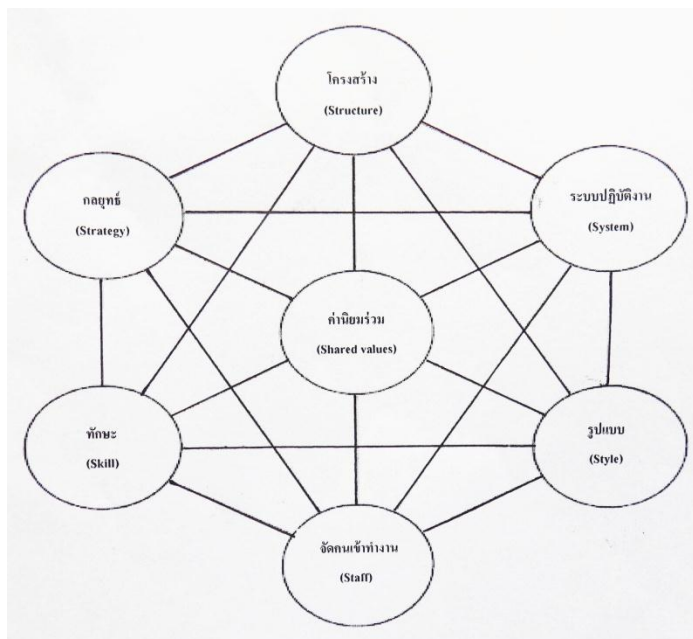 โครงสร้าง
(Structure)
กลยุทธ์
(Strategy)
ระบบปฏิบัติงาน
(System)
ค่านิยมร่วม
(Shared values)
ทักษะ
(Skill)
รูปแบบ
(Style)
จัดคนเข้าทำงาน
(Staff)